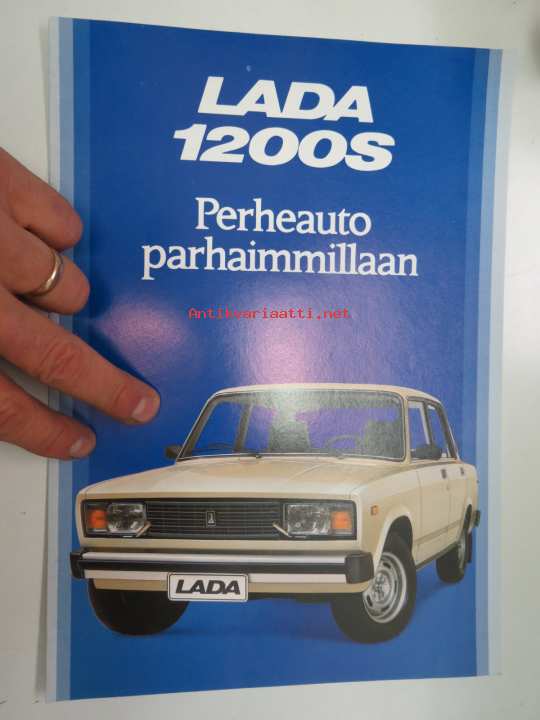 LADA
1200S
Perheauto
parhaimmillaan
Antikvariaatti.net
LADA